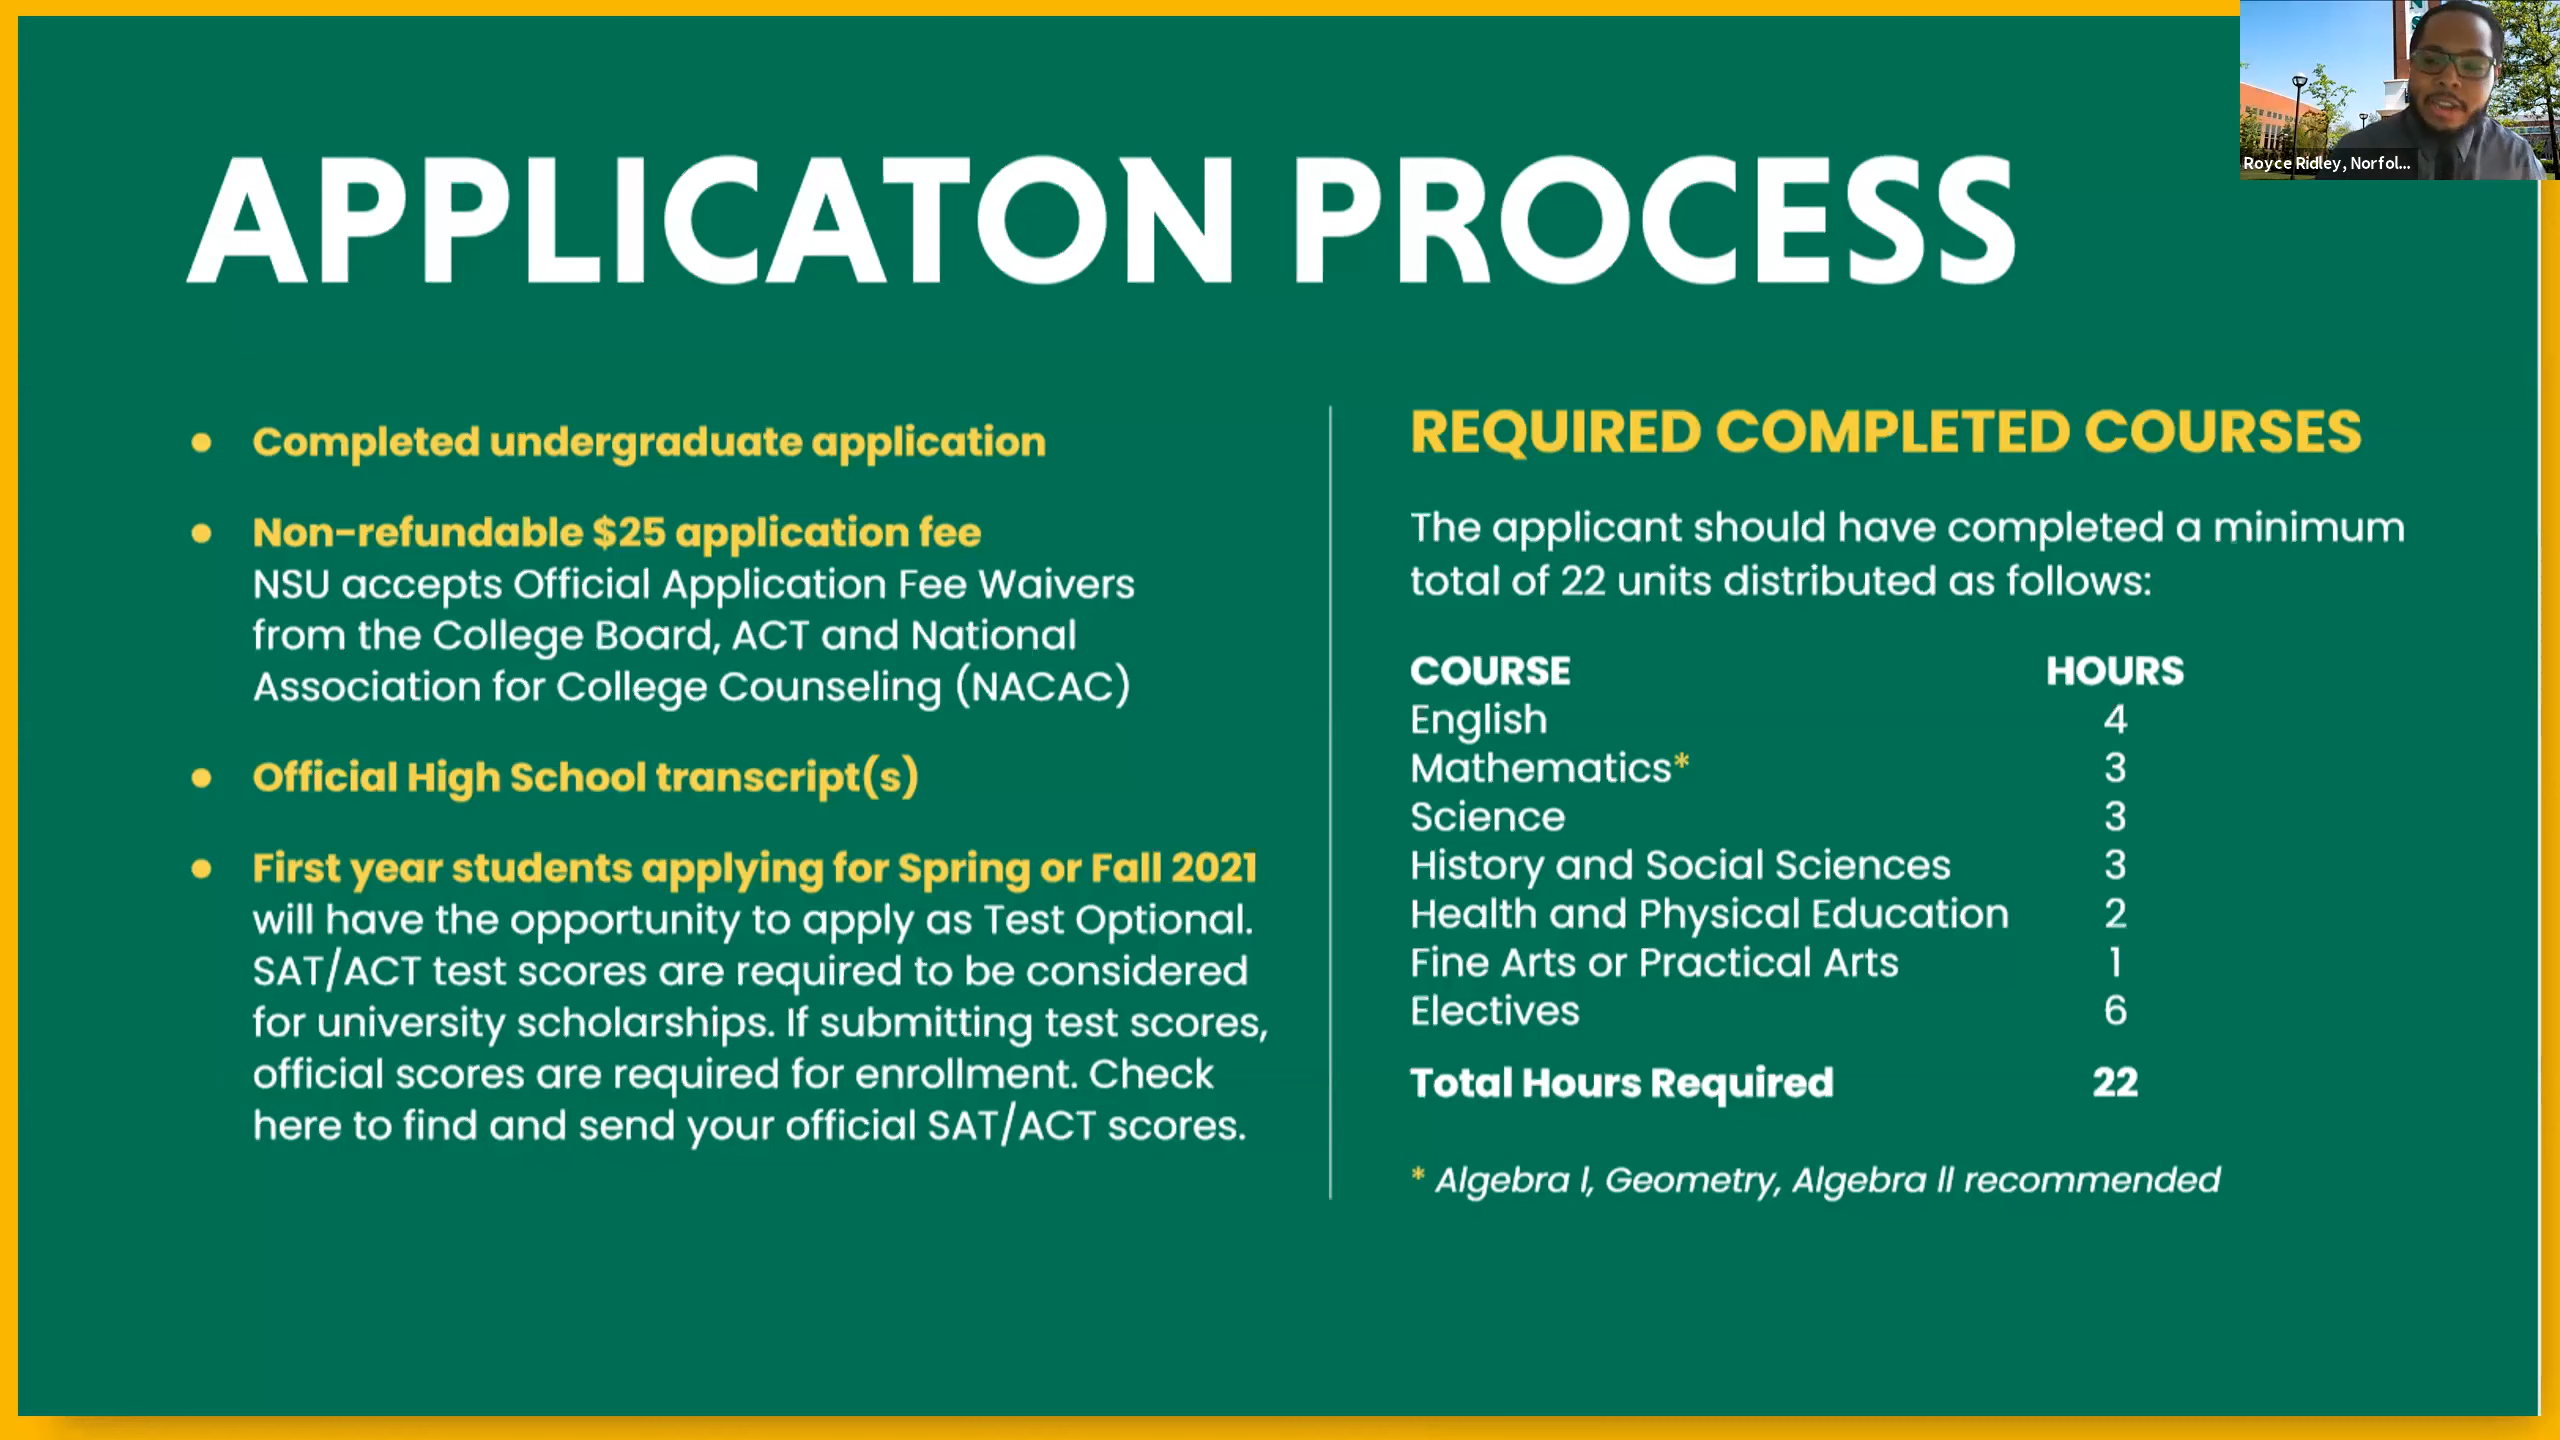 APPLICATON PROCESS
Completed undergraduate application
Non-refundable $25 application fee
NSU accepts Official Application Fee Waivers
from the College Board, ACT and National
Association for College Counseling (NACAC)
Official High School transcript(s)
First year students applying for Spring or Fall 2021
will have the opportunity to apply as Test Optional.
SAT/ACT test scores are required to be considered
for university scholarships. If submitting test scores,
official scores are required for enrollment. Check
here to find and send your official SAT/ACT scores.
REQUIRED COMPLETED COURSES
The applicant should have completed a minimum
total of 22 units distributed as follows:
COURSE HOURS
English 4
Mathematics* 3
Science 3
History and Social Sciences 3
Health and Physical Education 2
Fine Arts or Practical Arts 1
Electives 6
Total Hours Required 22
* Algebra I, Geometry, Algebra II recommended
Royce Ridley, Norfol...